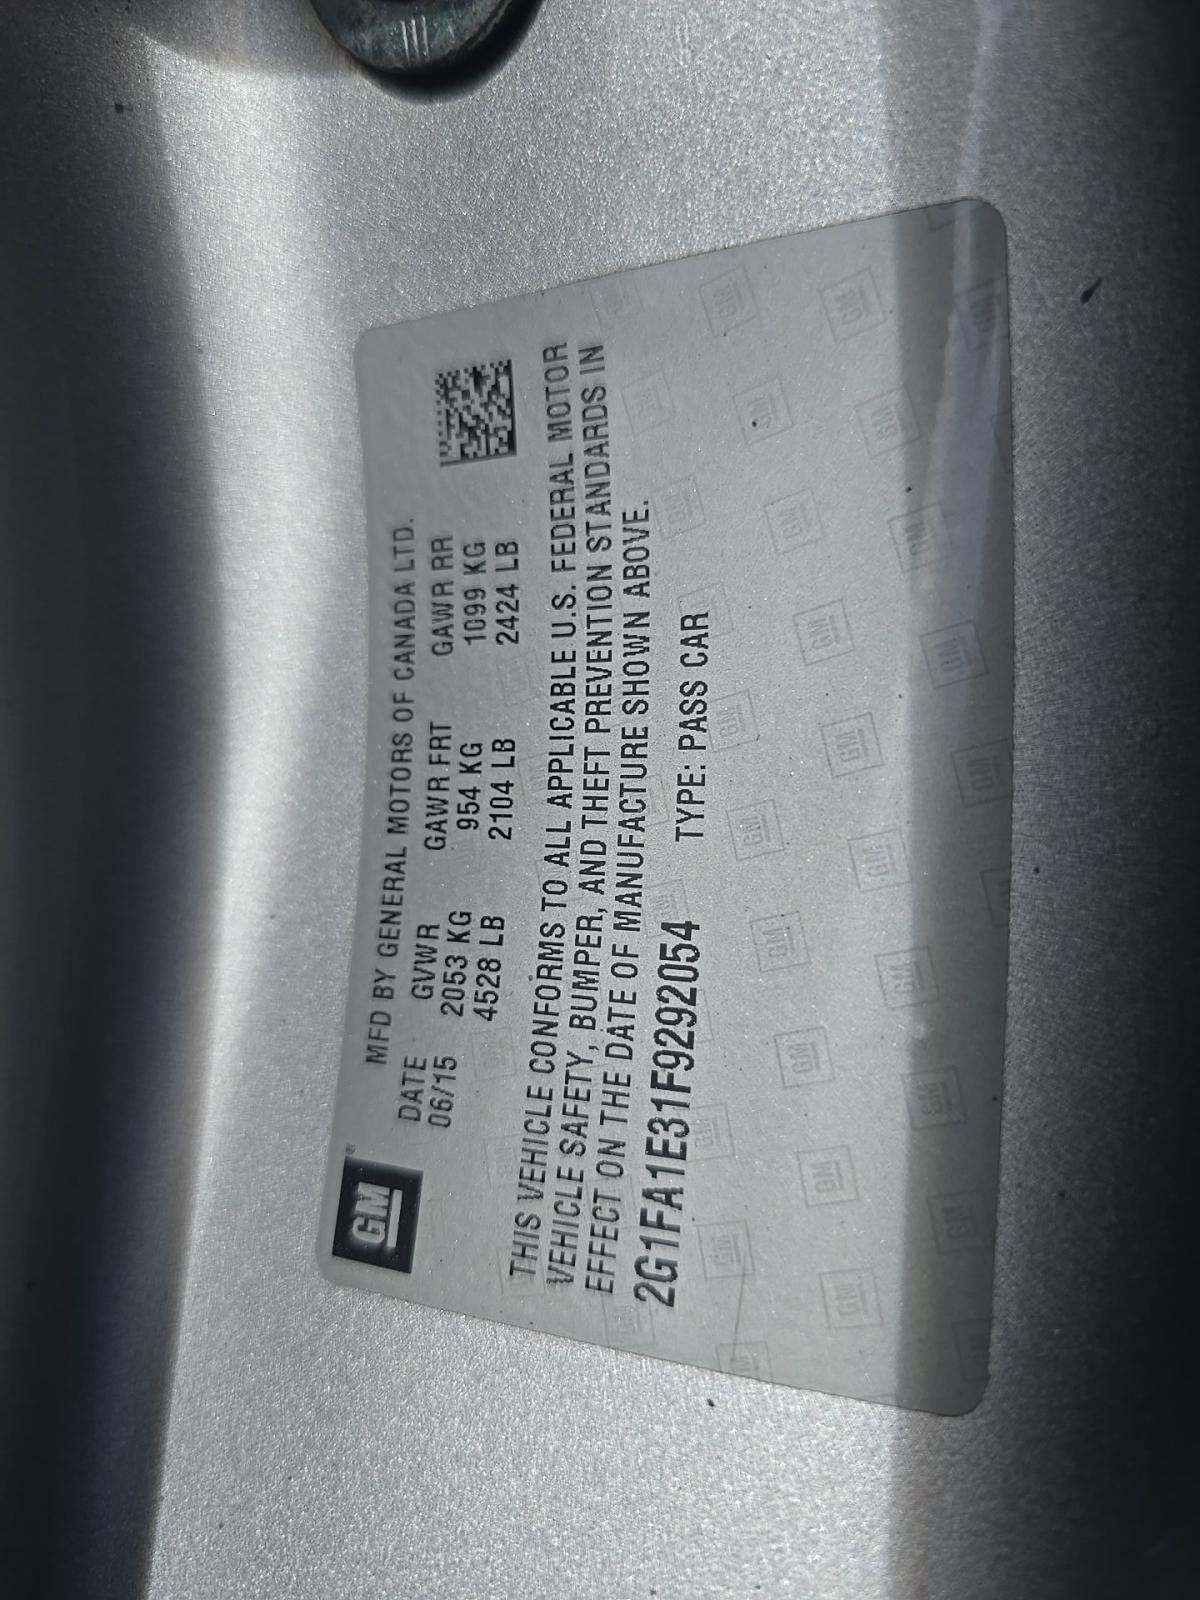 GM
MFD BY GENERAL MOTORS OF CANADA LTD.
DATE GVWR GAWR FRT GAWR RR
06/15 2053 KG 954 KG 1099 KG
4528 LB 2104 LB 2424 LB
THIS VEHICLE CONFORMS TO ALL APPLICABLE U.S. FEDERAL MOTOR
VEHICLE SAFETY, BUMPER, AND THEFT PREVENTION STANDARDS IN
EFFECT ON THE DATE OF MANUFACTURE SHOWN ABOVE.
2G1FA1E31F9292054 TYPE: PASS CAR